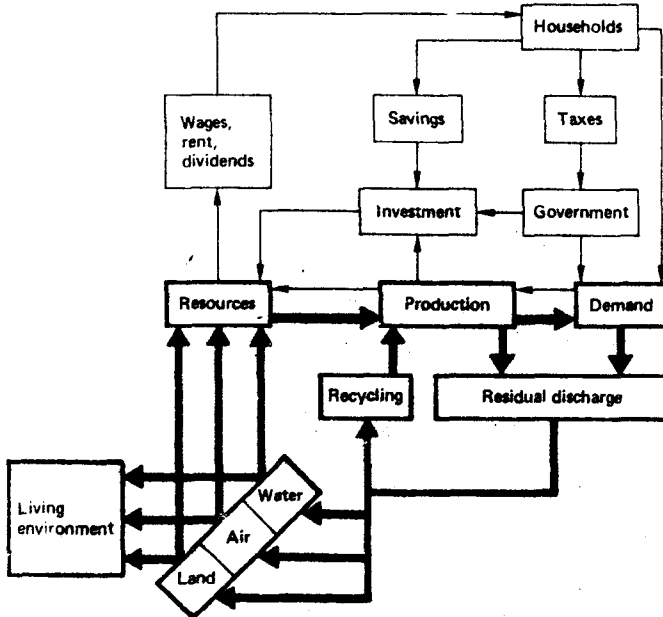 Households
Wages,
rent,
dividends
Savings
Taxes
Investment
Government
Resources
Production
Demand
Recycling
Residual discharge
Living
environment
Water
Air
Land